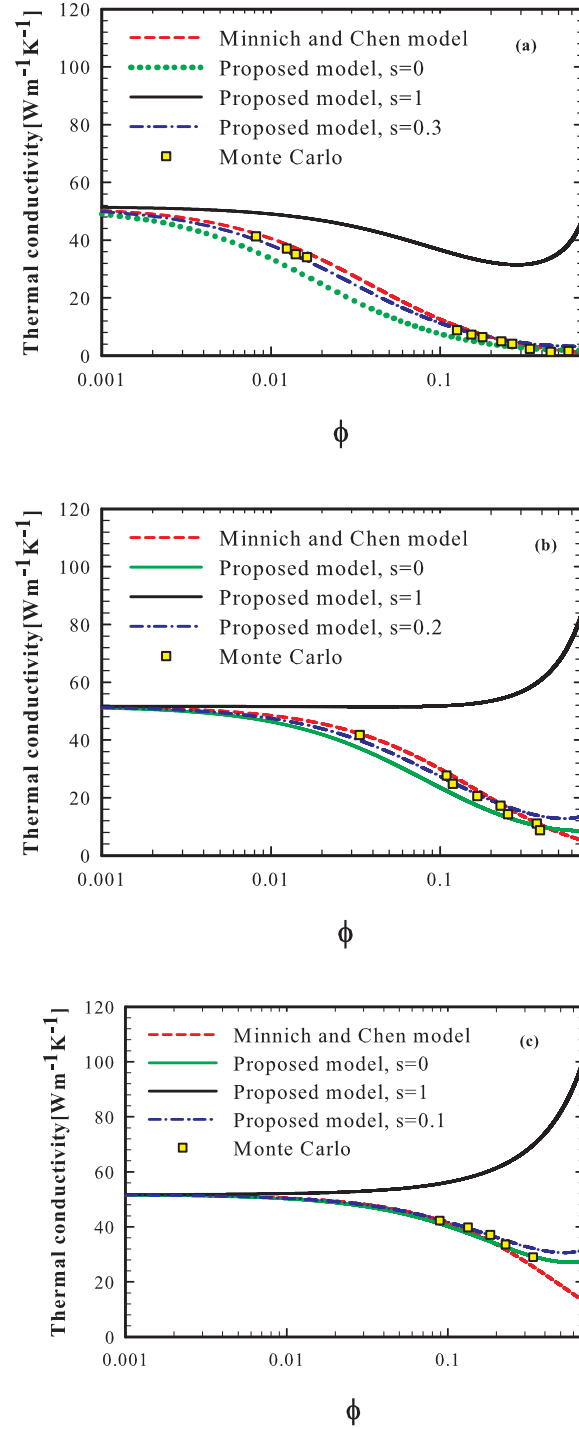 120
Minnich and Chen model
(a)
Proposed model, s=0
100
Proposed model, s=1
Proposed model, s=0.3
80
Monte Carlo
60
40
20
0
0.001
0.01
0.1
Thermal conductivity[Wm⁻¹K⁻¹]
ϕ
120
Minnich and Chen model
(b)
Proposed model, s=0
100
Proposed model, s=1
Proposed model, s=0.2
80
Monte Carlo
60
40
20
0
0.001
0.01
0.1
Thermal conductivity[Wm⁻¹K⁻¹]
ϕ
120
Minnich and Chen model
(c)
Proposed model, s=0
100
Proposed model, s=1
Proposed model, s=0.1
80
Monte Carlo
60
40
20
0
0.001
0.01
0.1
Thermal conductivity[Wm⁻¹K⁻¹]
ϕ